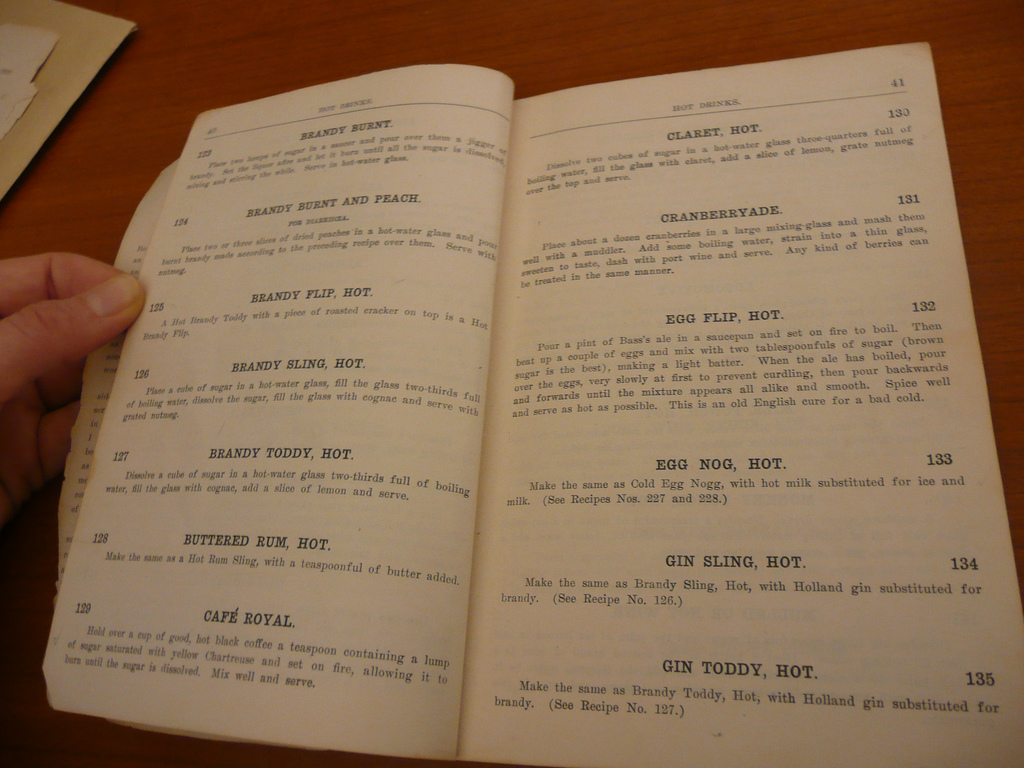 40
HOT DRINKS.
BRANDY BURNT.
123
Place two lumps of sugar in a saucer and pour over them a jigger of
brandy. Set the liquor afire and let it burn until all the sugar is dissolved,
mixing and stirring the while. Serve in hot-water glass.
BRANDY BURNT AND PEACH.
124
FOR DIARRHŒA.
Place two or three slices of dried peaches in a hot-water glass and pour
burnt brandy made according to the preceding recipe over them. Serve with
nutmeg.
BRANDY FLIP, HOT.
125
A Hot Brandy Toddy with a piece of roasted cracker on top is a Hot
Brandy Flip.
BRANDY SLING, HOT.
126
Place a cube of sugar in a hot-water glass, fill the glass two-thirds full
of boiling water, dissolve the sugar, fill the glass with cognac and serve with
grated nutmeg.
BRANDY TODDY, HOT.
127
Dissolve a cube of sugar in a hot-water glass two-thirds full of boiling
water, fill the glass with cognac, add a slice of lemon and serve.
BUTTERED RUM, HOT.
128
Make the same as a Hot Rum Sling, with a teaspoonful of butter added.
129
CAFÉ ROYAL.
Hold over a cup of good, hot black coffee a teaspoon containing a lump
of sugar saturated with yellow Chartreuse and set on fire, allowing it to
burn until the sugar is dissolved. Mix well and serve.
HOT DRINKS.
41
CLARET, HOT.
130
Dissolve two cubes of sugar in a hot-water glass three-quarters full of
boiling water, fill the glass with claret, add a slice of lemon, grate nutmeg
over the top and serve.
CRANBERRYADE.
131
Place about a dozen cranberries in a large mixing-glass and mash them
well with a muddler. Add some boiling water, strain into a thin glass,
sweeten to taste, dash with port wine and serve. Any kind of berries can
be treated in the same manner.
EGG FLIP, HOT.
132
Pour a pint of Bass's ale in a saucepan and set on fire to boil. Then
beat up a couple of eggs and mix with two tablespoonfuls of sugar (brown
sugar is the best), making a light batter. When the ale has boiled, pour
over the eggs, very slowly at first to prevent curdling, then pour backwards
and forwards until the mixture appears all alike and smooth. Spice well
and serve as hot as possible. This is an old English cure for a bad cold.
EGG NOG, HOT.
133
Make the same as Cold Egg Nogg, with hot milk substituted for ice and
milk. (See Recipes Nos. 227 and 228.)
GIN SLING, HOT.
134
Make the same as Brandy Sling, Hot, with Holland gin substituted for
brandy. (See Recipe No. 126.)
GIN TODDY, HOT.
135
Make the same as Brandy Toddy, Hot, with Holland gin substituted for
brandy. (See Recipe No. 127.)